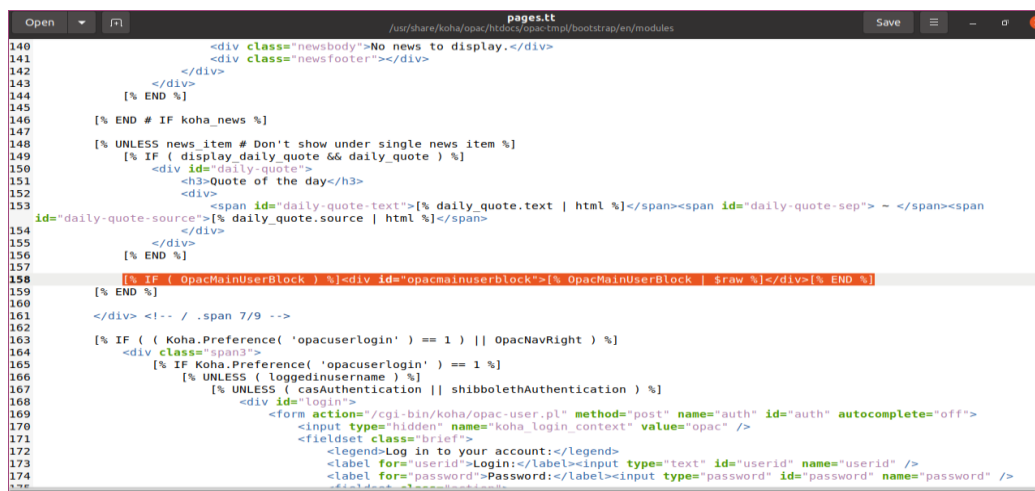 Open
pages.tt
/usr/share/koha/opac/htdocs/opac-tmpl/bootstrap/en/modules
Save
140 <div class="newsbody">No news to display.</div>
141 <div class="newsfooter"></div>
142 </div>
143 </div>
144 [% END %]
145
146 [% END # IF koha_news %]
147
148 [% UNLESS news_item # Don't show under single news item %]
149 [% IF ( display_daily_quote && daily_quote ) %]
150 <div id="daily-quote">
151 <h3>Quote of the day</h3>
152 <div>
153 <span id="daily-quote-text">[% daily_quote.text | html %]</span><span id="daily-quote-sep"> ~ </span><span
id="daily-quote-source">[% daily_quote.source | html %]</span>
154 </div>
155 </div>
156 [% END %]
157
158 [% IF ( OpacMainUserBlock ) %]<div id="opacmainuserblock">[% OpacMainUserBlock | $raw %]</div>[% END %]
159 [% END %]
160
161 </div> <!-- / .span 7/9 -->
162
163 [% IF ( ( Koha.Preference( 'opacuserlogin' ) == 1 ) || OpacNavRight ) %]
164 <div class="span3">
165 [% IF Koha.Preference( 'opacuserlogin' ) == 1 %]
166 [% UNLESS ( loggedinusername ) %]
167 [% UNLESS ( casAuthentication || shibbolethAuthentication ) %]
168 <div id="login">
169 <form action="/cgi-bin/koha/opac-user.pl" method="post" name="auth" id="auth" autocomplete="off">
170 <input type="hidden" name="koha_login_context" value="opac" />
171 <fieldset class="brief">
172 <legend>Log in to your account:</legend>
173 <label for="userid">Login:</label><input type="text" id="userid" name="userid" />
174 <label for="password">Password:</label><input type="password" id="password" name="password" />